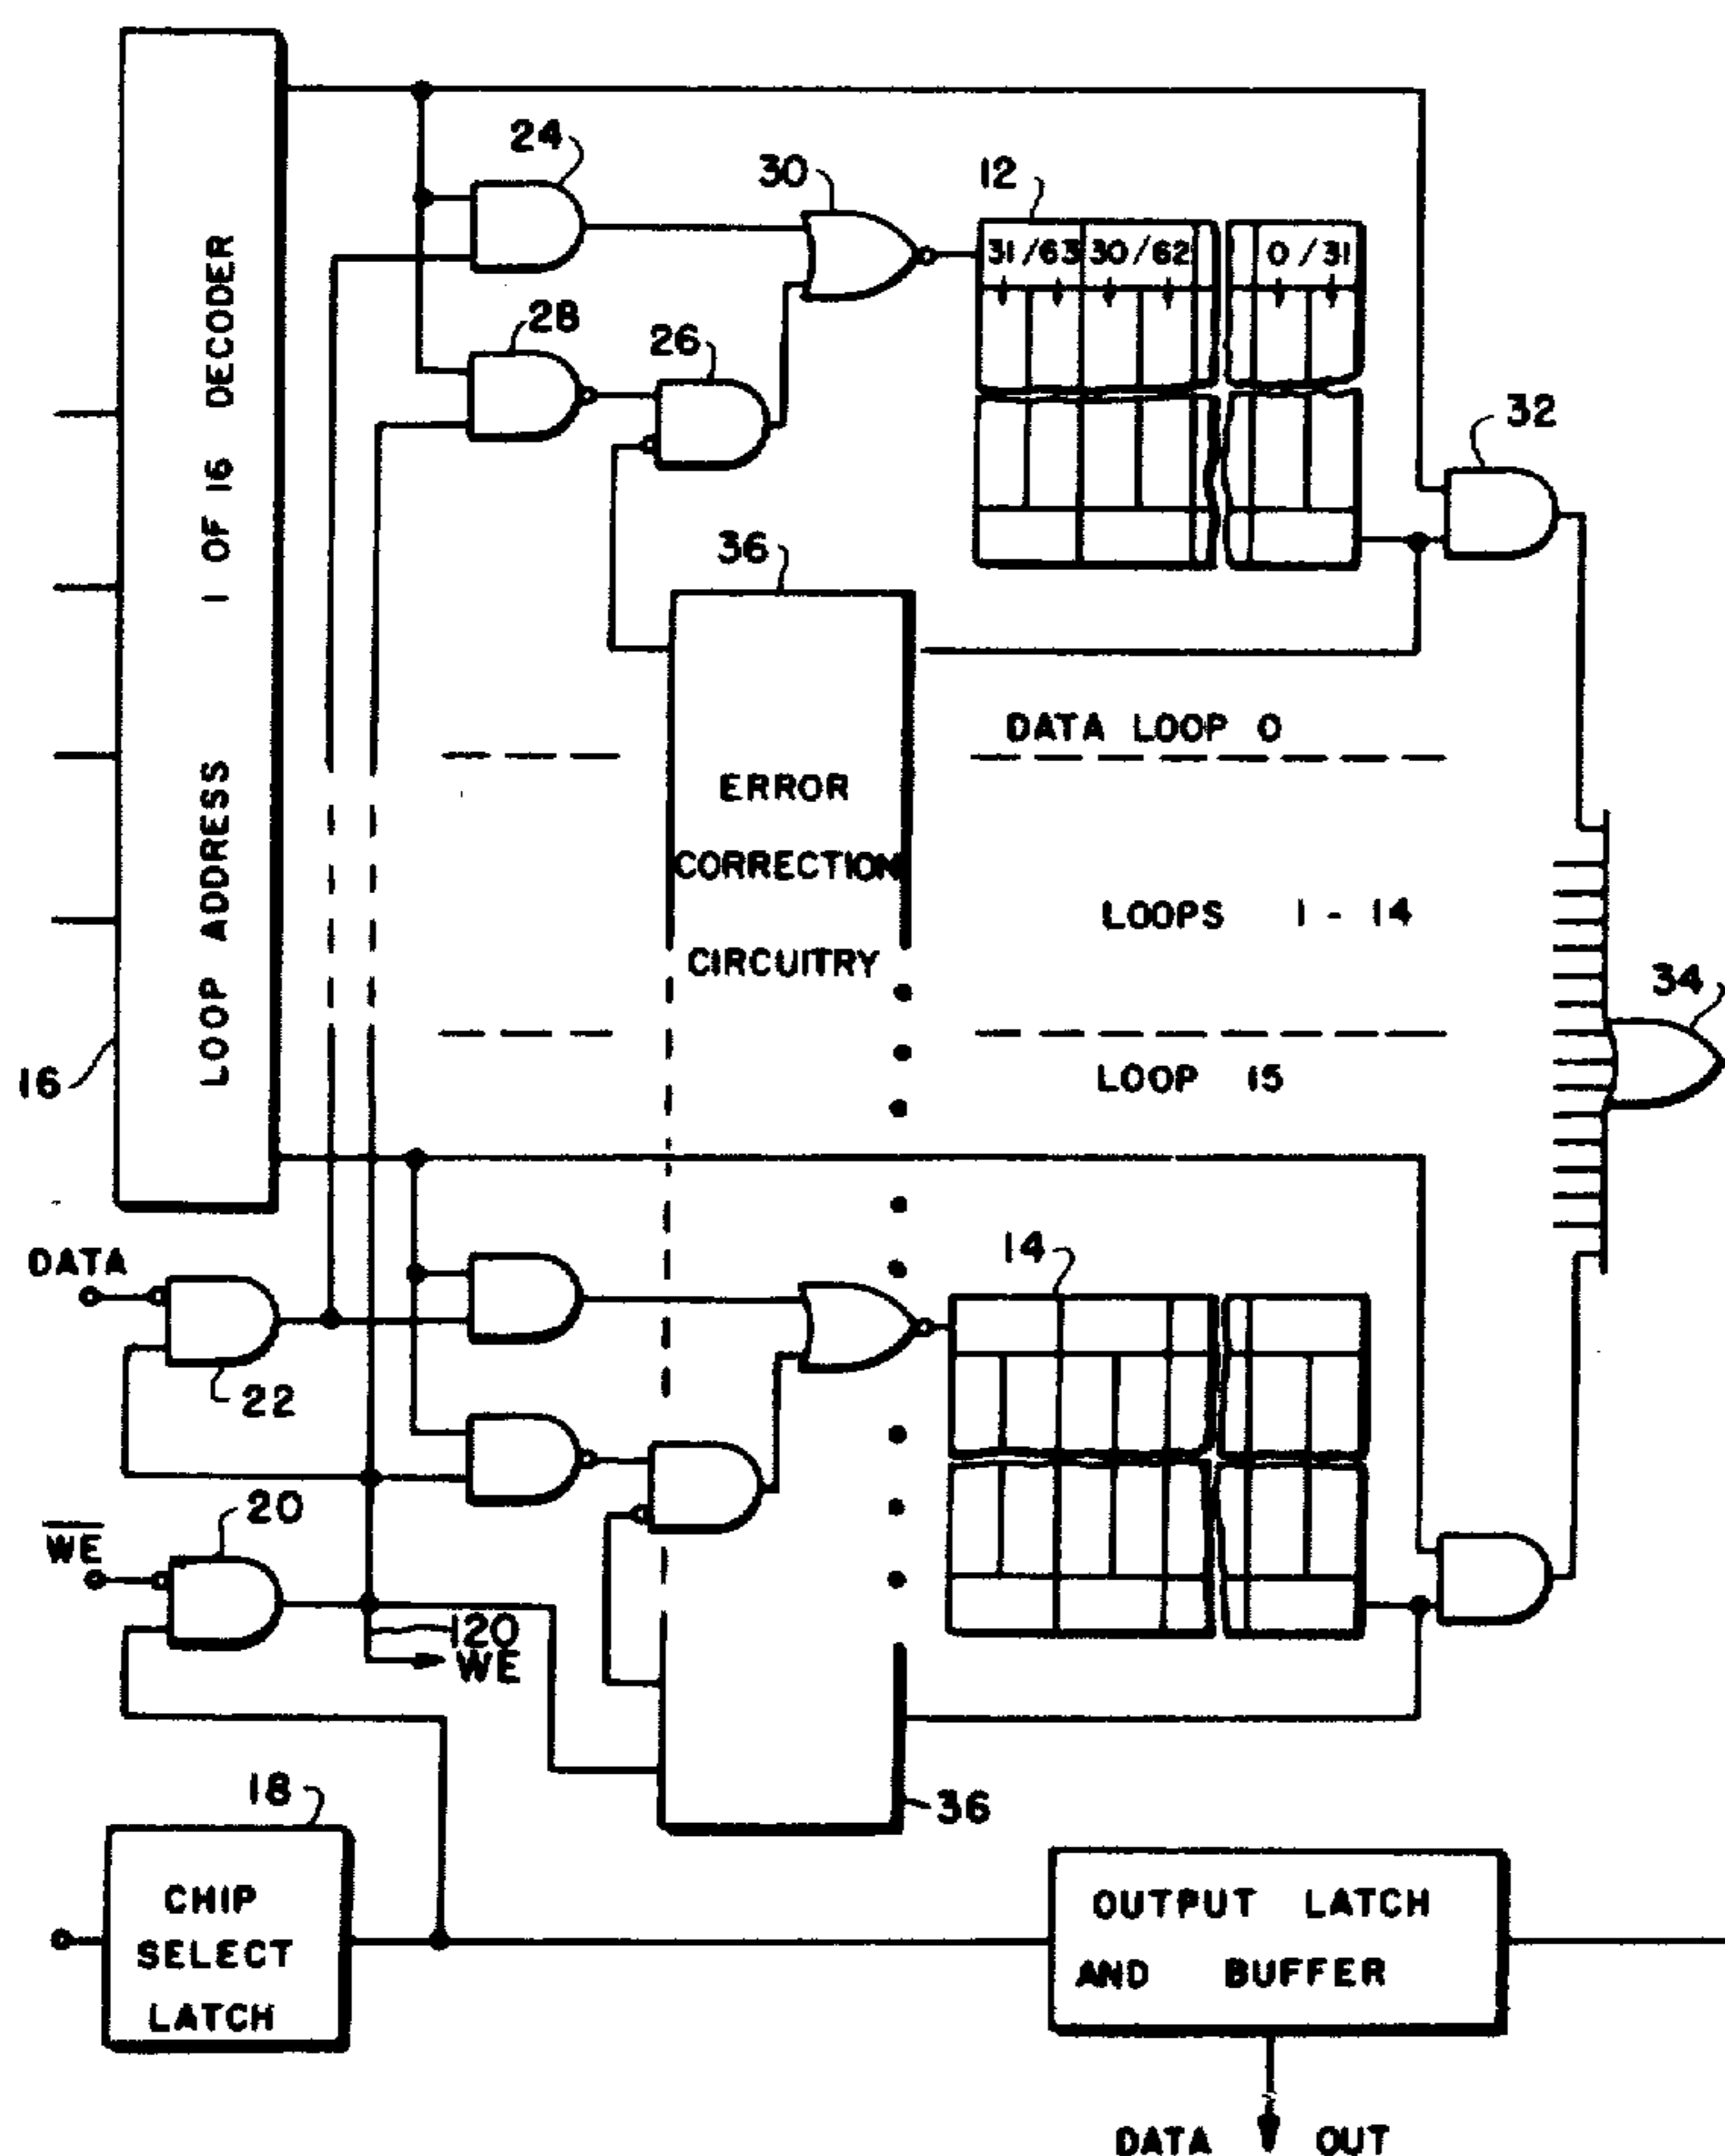 LOOP ADDRESS 1 OF 16 DECODER
16
24
28
26
30
12
31/63 30/62 0/31
32
36
DATA LOOP 0
ERROR
CORRECTION
CIRCUITRY
LOOPS 1 - 14
34
LOOP 15
DATA
22
14
20
WE
120
WE
36
18
CHIP
SELECT
LATCH
OUTPUT LATCH
AND BUFFER
DATA OUT